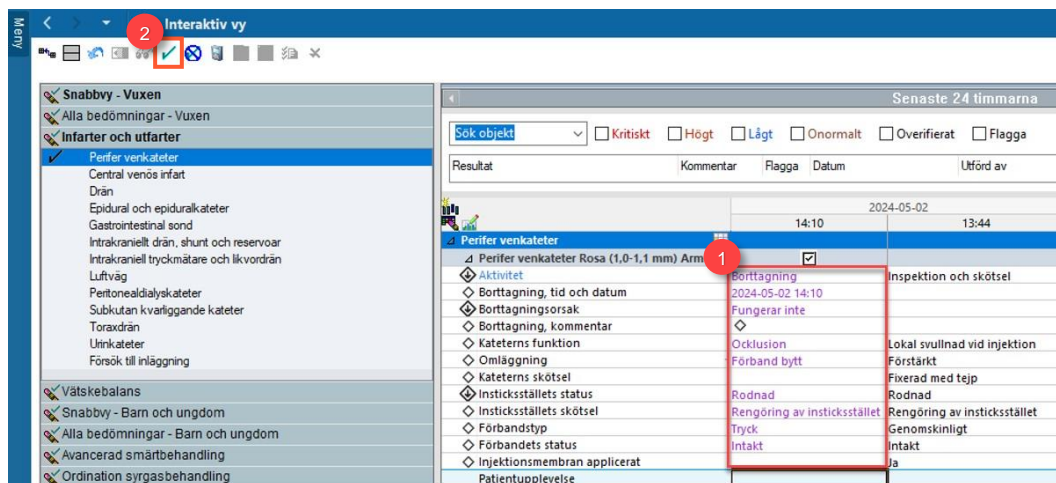 Meny
Interaktiv vy
2
Snabbvy - Vuxen
Alla bedömningar - Vuxen
Infarter och utfarter
Perifer venkateter
Central venös infart
Drän
Epidural och epiduralkateter
Gastrointestinal sond
Intrakraniellt drän, shunt och reservoar
Intrakraniell tryckmätare och likvordrän
Luftväg
Peritonealdialyskateter
Subkutan kvarliggande kateter
Toraxdrän
Urinkateter
Försök till inläggning
Vätskebalans
Snabbvy - Barn och ungdom
Alla bedömningar - Barn och ungdom
Avancerad smärtbehandling
Ordination syrgasbehandling
Senaste 24 timmarna
Sök objekt Kritiskt Högt Lågt Onormalt Overifierat Flagga
Resultat Kommentar Flagga Datum Utförd av
2024-05-02
14:10 13:44
Perifer venkateter
Perifer venkateter Rosa (1,0-1,1 mm) Arm
1
Aktivitet Borttagning Inspektion och skötsel
Borttagning, tid och datum 2024-05-02 14:10
Borttagningsorsak Fungerar inte
Borttagning, kommentar
Kateterns funktion Ocklusion Lokal svullnad vid injektion
Omläggning Förband bytt Förstärkt
Kateterns skötsel Fixerad med tejp
Insticksställets status Rodnad Rodnad
Insticksställets skötsel Rengöring av insticksstället Rengöring av insticksstället
Förbandstyp Tryck Genomskinligt
Förbandets status Intakt Intakt
Injektionsmembran applicerat Ja
Patientupplevelse